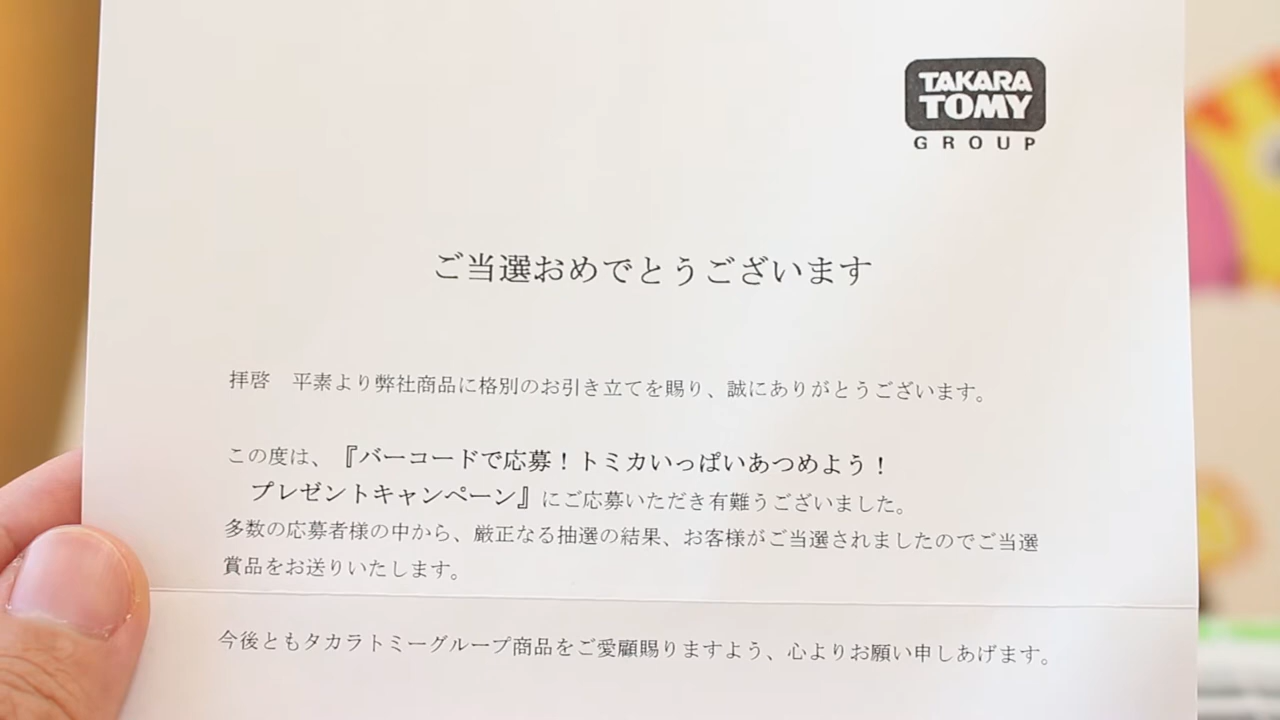 TAKARA
TOMY
GROUP
ご当選おめでとうございます
拝啓　平素より弊社商品に格別のお引き立てを賜り、誠にありがとうございます。
この度は、『バーコードで応募！トミカいっぱいあつめよう！
プレゼントキャンペーン』にご応募いただき有難うございました。
多数の応募者様の中から、厳正なる抽選の結果、お客様がご当選されましたのでご当選
賞品をお送りいたします。
今後ともタカラトミーグループ商品をご愛顧賜りますよう、心よりお願い申しあげます。